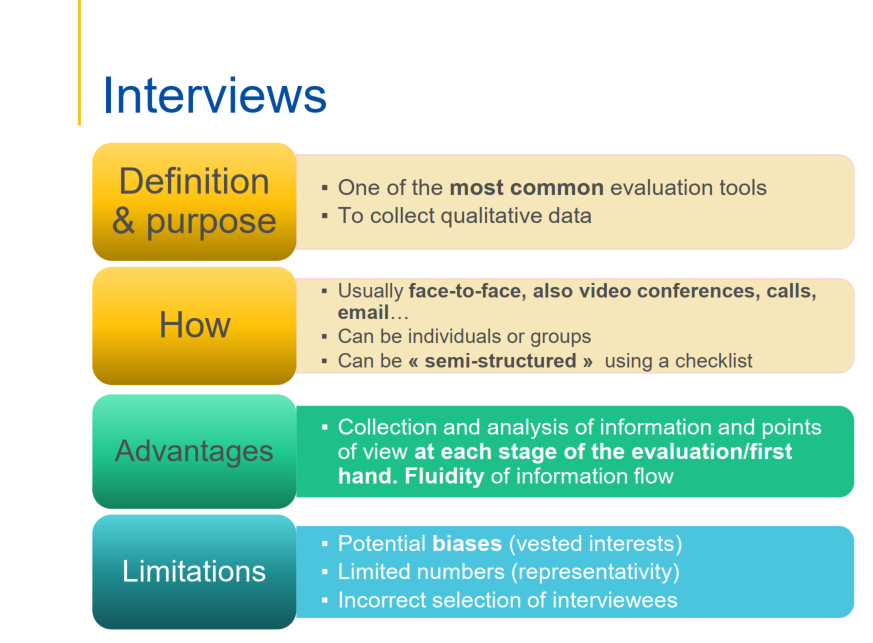 Interviews
Definition
& purpose
▪ One of the most common evaluation tools
▪ To collect qualitative data
How
▪ Usually face-to-face, also video conferences, calls,
email…
▪ Can be individuals or groups
▪ Can be « semi-structured »  using a checklist
Advantages
▪ Collection and analysis of information and points
of view at each stage of the evaluation/first
hand. Fluidity of information flow
Limitations
▪ Potential biases (vested interests)
▪ Limited numbers (representativity)
▪ Incorrect selection of interviewees